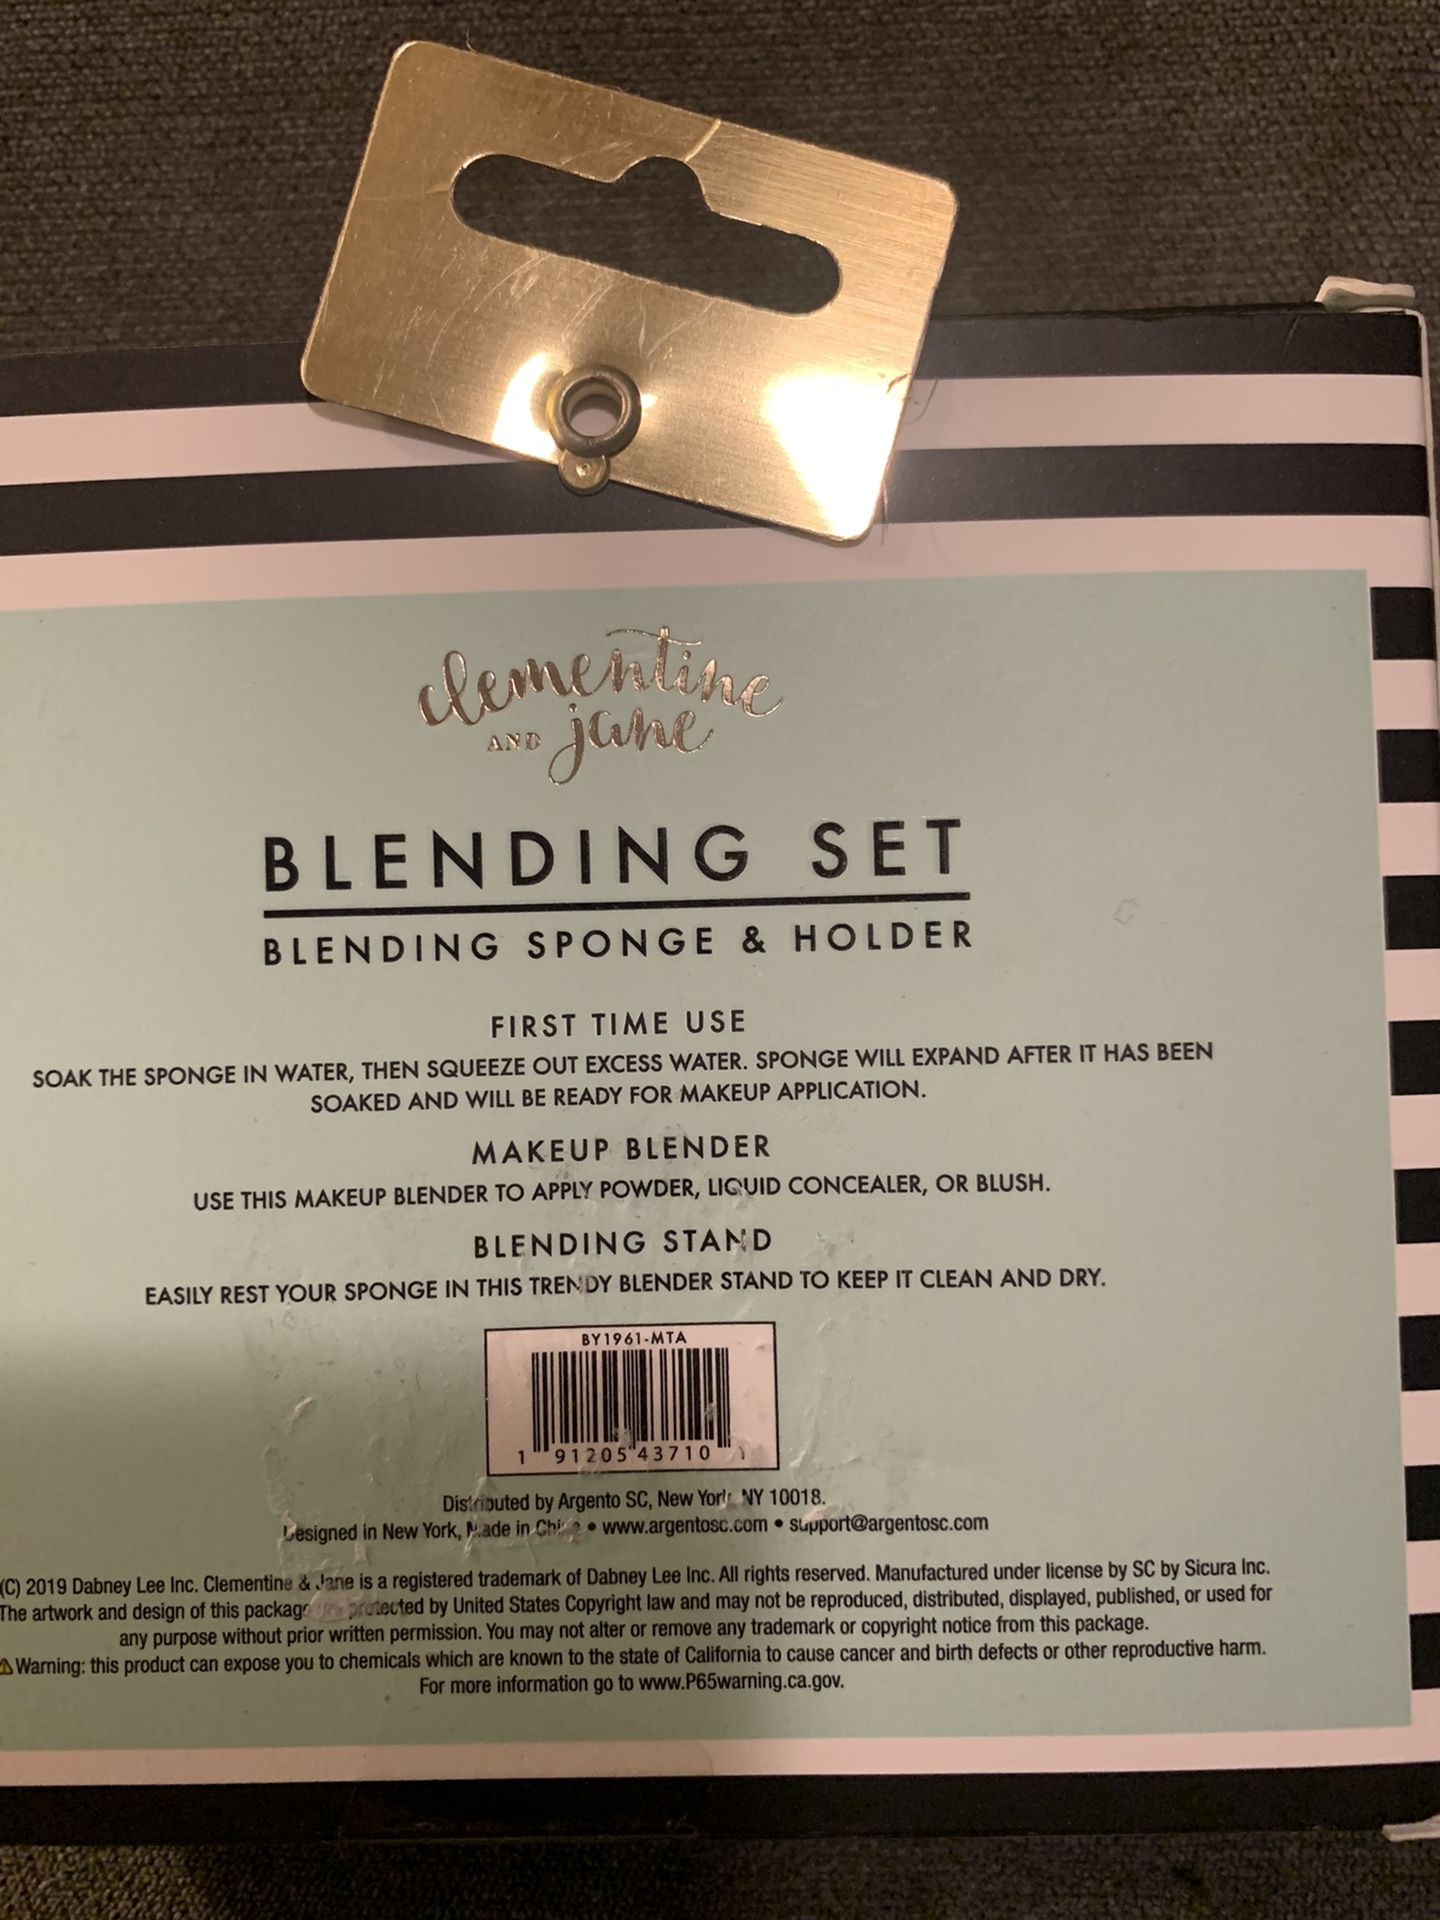 clementine
AND jane
BLENDING SET
BLENDING SPONGE & HOLDER
FIRST TIME USE
SOAK THE SPONGE IN WATER, THEN SQUEEZE OUT EXCESS WATER. SPONGE WILL EXPAND AFTER IT HAS BEEN
SOAKED AND WILL BE READY FOR MAKEUP APPLICATION.
MAKEUP BLENDER
USE THIS MAKEUP BLENDER TO APPLY POWDER, LIQUID CONCEALER, OR BLUSH.
BLENDING STAND
EASILY REST YOUR SPONGE IN THIS TRENDY BLENDER STAND TO KEEP IT CLEAN AND DRY.
BY1961-MTA
1 91205 43710 1
Distributed by Argento SC, New York, NY 10018.
Designed in New York, Made in China • www.argentosc.com • support@argentosc.com
(C) 2019 Dabney Lee Inc. Clementine & Jane is a registered trademark of Dabney Lee Inc. All rights reserved. Manufactured under license by SC by Sicura Inc.
The artwork and design of this package protected by United States Copyright law and may not be reproduced, distributed, displayed, published, or used for
any purpose without prior written permission. You may not alter or remove any trademark or copyright notice from this package.
⚠Warning: this product can expose you to chemicals which are known to the state of California to cause cancer and birth defects or other reproductive harm.
For more information go to www.P65warning.ca.gov.